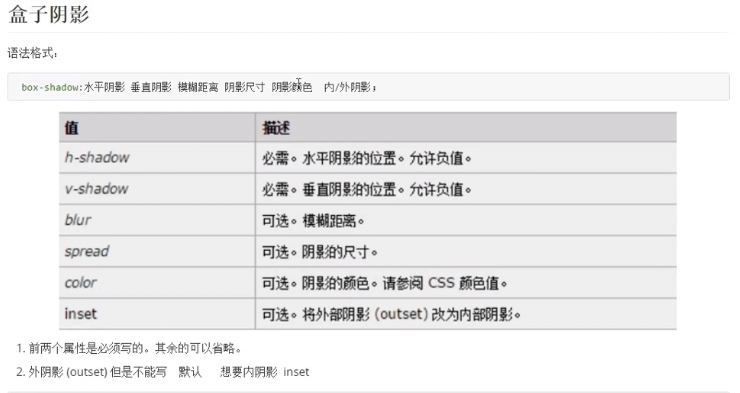 盒子阴影
语法格式：
box-shadow:水平阴影 垂直阴影 模糊距离 阴影尺寸 阴影颜色 内/外阴影；
值 描述
h-shadow 必需。水平阴影的位置。允许负值。
v-shadow 必需。垂直阴影的位置。允许负值。
blur 可选。模糊距离。
spread 可选。阴影的尺寸。
color 可选。阴影的颜色。请参阅 CSS 颜色值。
inset 可选。将外部阴影 (outset) 改为内部阴影。
1. 前两个属性是必须写的。其余的可以省略。
2. 外阴影 (outset) 但是不能写 默认 想要内阴影 inset